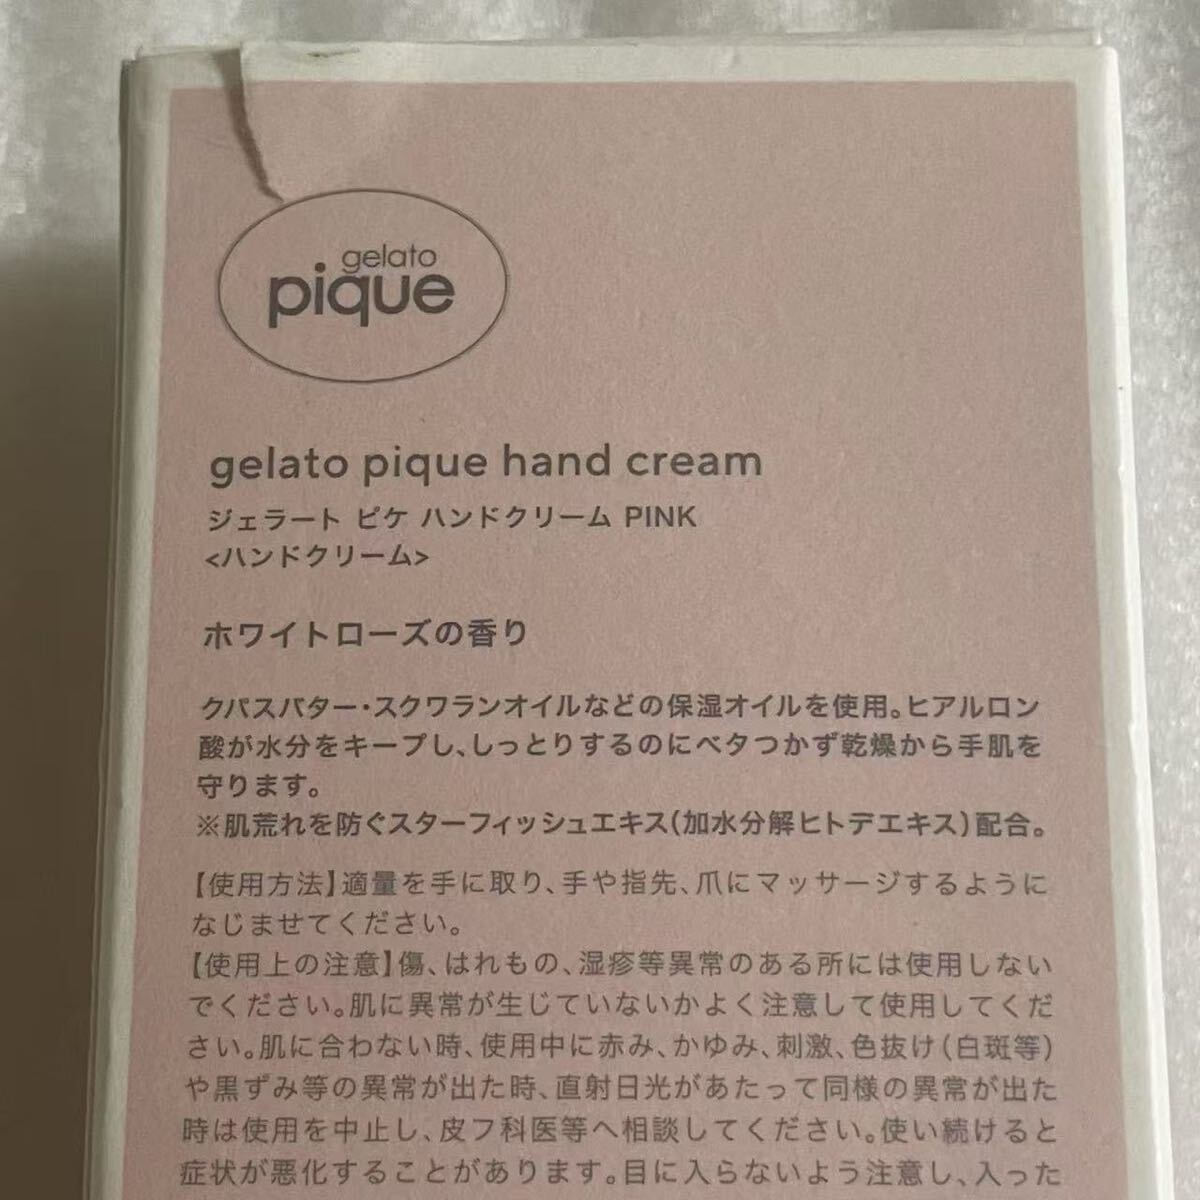 gelato
pique
gelato pique hand cream
ジェラート ピケ ハンドクリーム PINK
<ハンドクリーム>
ホワイトローズの香り
クパスバター・スクワランオイルなどの保湿オイルを使用。ヒアルロン
酸が水分をキープし、しっとりするのにベタつかず乾燥から手肌を
守ります。
※肌荒れを防ぐスターフィッシュエキス(加水分解ヒトデエキス)配合。
【使用方法】適量を手に取り、手や指先、爪にマッサージするように
なじませてください。
【使用上の注意】傷、はれもの、湿疹等異常のある所には使用しない
でください。肌に異常が生じていないかよく注意して使用してくだ
さい。肌に合わない時、使用中に赤み、かゆみ、刺激、色抜け(白斑等)
や黒ずみ等の異常が出た時、直射日光があたって同様の異常が出た
時は使用を中止し、皮フ科医等へ相談してください。使い続けると
症状が悪化することがあります。目に入らないよう注意し、入った